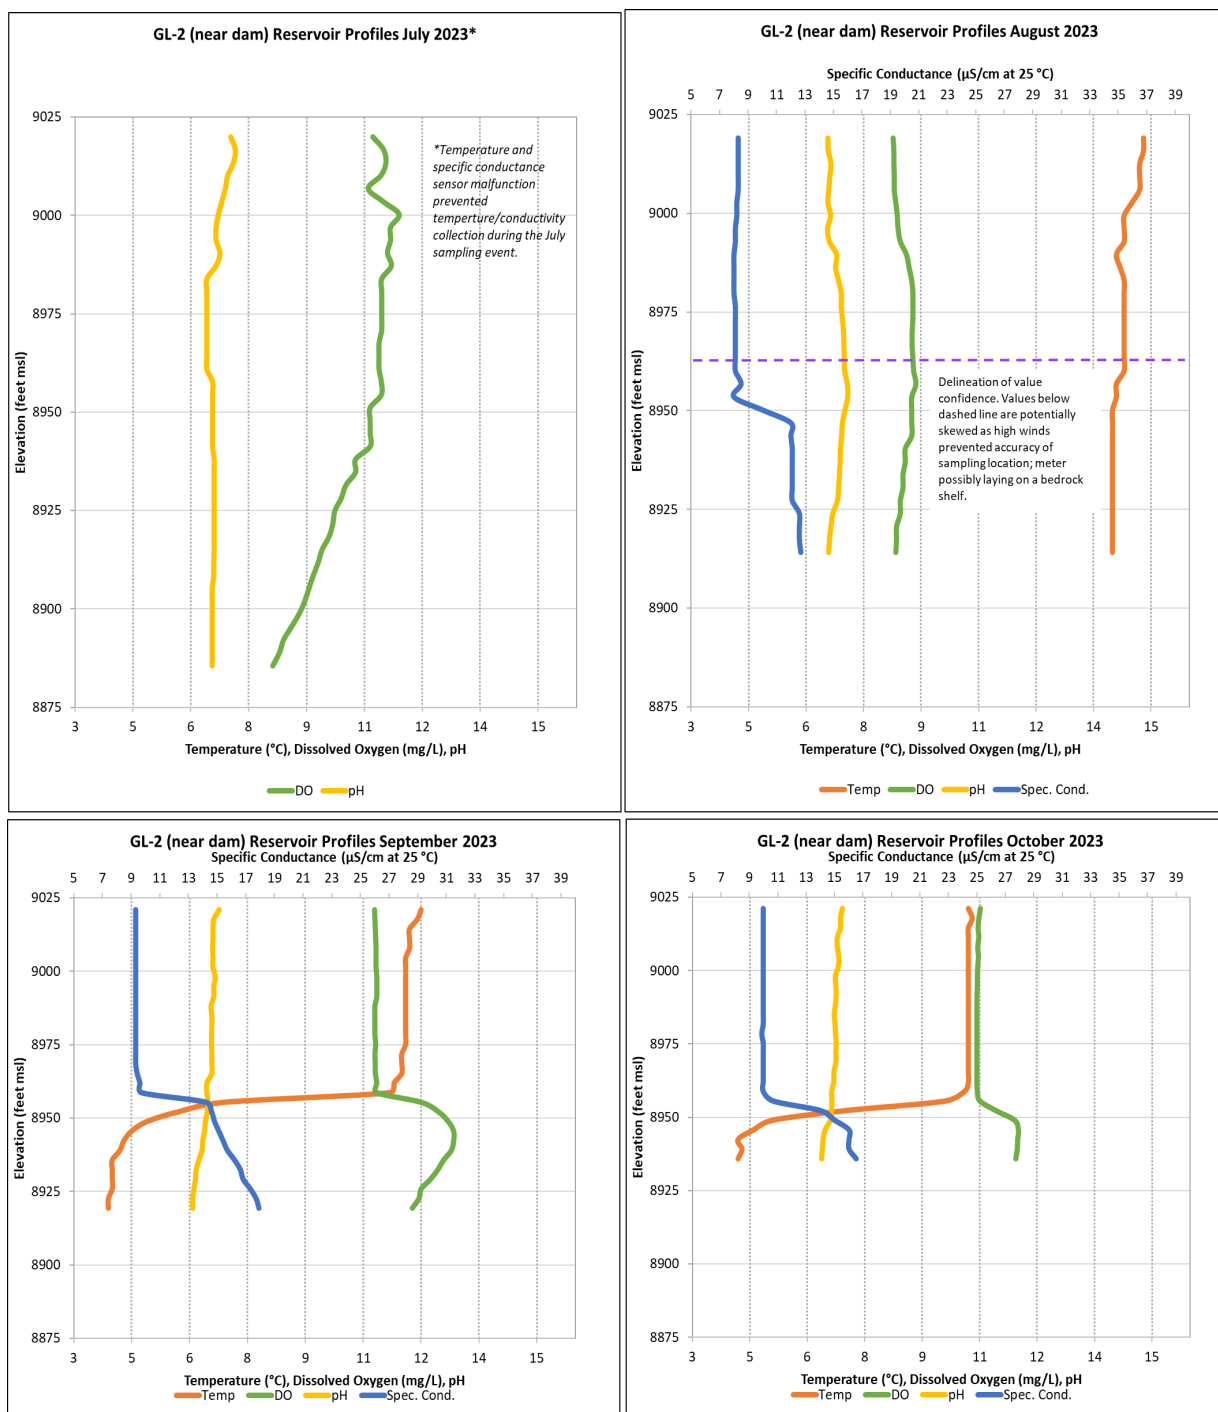 GL-2 (near dam) Reservoir Profiles July 2023*
9025
9000
8975
8950
8925
8900
8875
Elevation (feet msl)
*Temperature and
specific conductance
sensor malfunction
prevented
temperture/conductivity
collection during the July
sampling event.
3 5 6 8 9 11 12 14 15
Temperature (°C), Dissolved Oxygen (mg/L), pH
DO pH
GL-2 (near dam) Reservoir Profiles August 2023
Specific Conductance (µS/cm at 25 °C)
5 7 9 11 13 15 17 19 21 23 25 27 29 31 33 35 37 39
9025
9000
8975
8950
8925
8900
8875
Elevation (feet msl)
Delineation of value
confidence. Values below
dashed line are potentially
skewed as high winds
prevented accuracy of
sampling location; meter
possibly laying on a bedrock
shelf.
3 5 6 8 9 11 12 14 15
Temperature (°C), Dissolved Oxygen (mg/L), pH
Temp DO pH Spec. Cond.
GL-2 (near dam) Reservoir Profiles September 2023
Specific Conductance (µS/cm at 25 °C)
5 7 9 11 13 15 17 19 21 23 25 27 29 31 33 35 37 39
9025
9000
8975
8950
8925
8900
8875
Elevation (feet msl)
3 5 6 8 9 11 12 14 15
Temperature (°C), Dissolved Oxygen (mg/L), pH
Temp DO pH Spec. Cond.
GL-2 (near dam) Reservoir Profiles October 2023
Specific Conductance (µS/cm at 25 °C)
5 7 9 11 13 15 17 19 21 23 25 27 29 31 33 35 37 39
9025
9000
8975
8950
8925
8900
8875
Elevation (feet msl)
3 5 6 8 9 11 12 14 15
Temperature (°C), Dissolved Oxygen (mg/L), pH
Temp DO pH Spec. Cond.